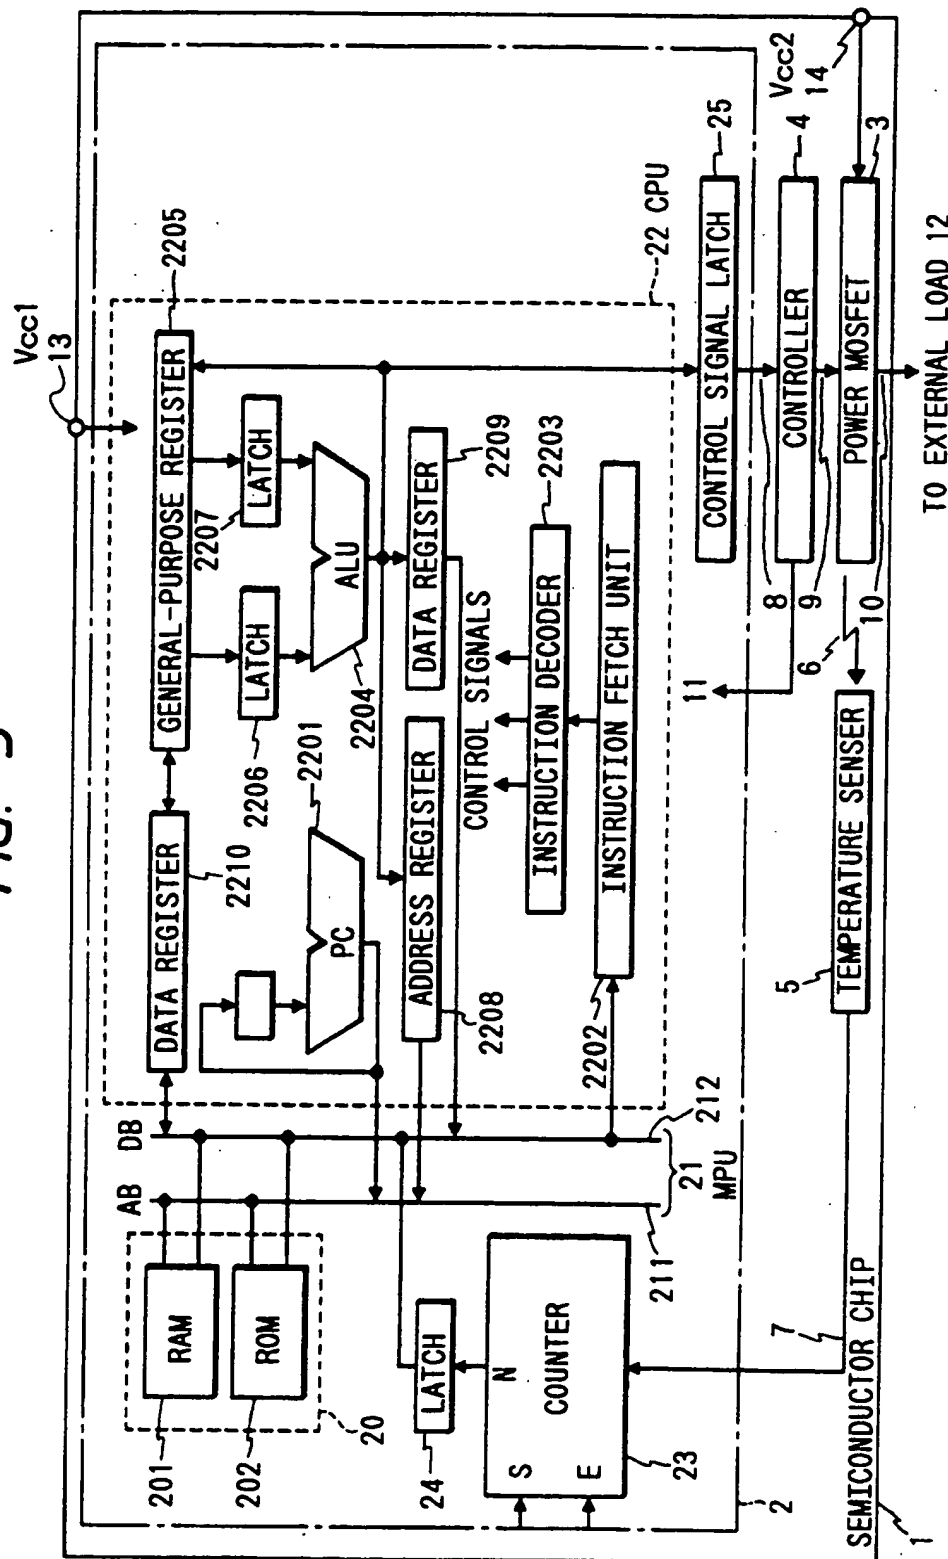 FIG.
Vcc1
13
GENERAL-PURPOSE REGISTER
2205
DATA REGISTER
2210
2207
LATCH
LATCH
2206
ALU
2204
2201
PC
ADDRESS REGISTER
2208
DATA REGISTER
2209
CONTROL SIGNALS
INSTRUCTION DECODER
2203
INSTRUCTION FETCH UNIT
2202
22 CPU
DB
AB
RAM
ROM
201
202
20
24
LATCH
N
COUNTER
S
E
23
211
21
212
MPU
2
CONTROL SIGNAL LATCH
25
8
CONTROLLER
4
11
9
POWER MOSFET
3
Vcc2
14
6
10
5
TEMPERATURE SENSER
7
SEMICONDUCTOR CHIP
1
TO EXTERNAL LOAD 12